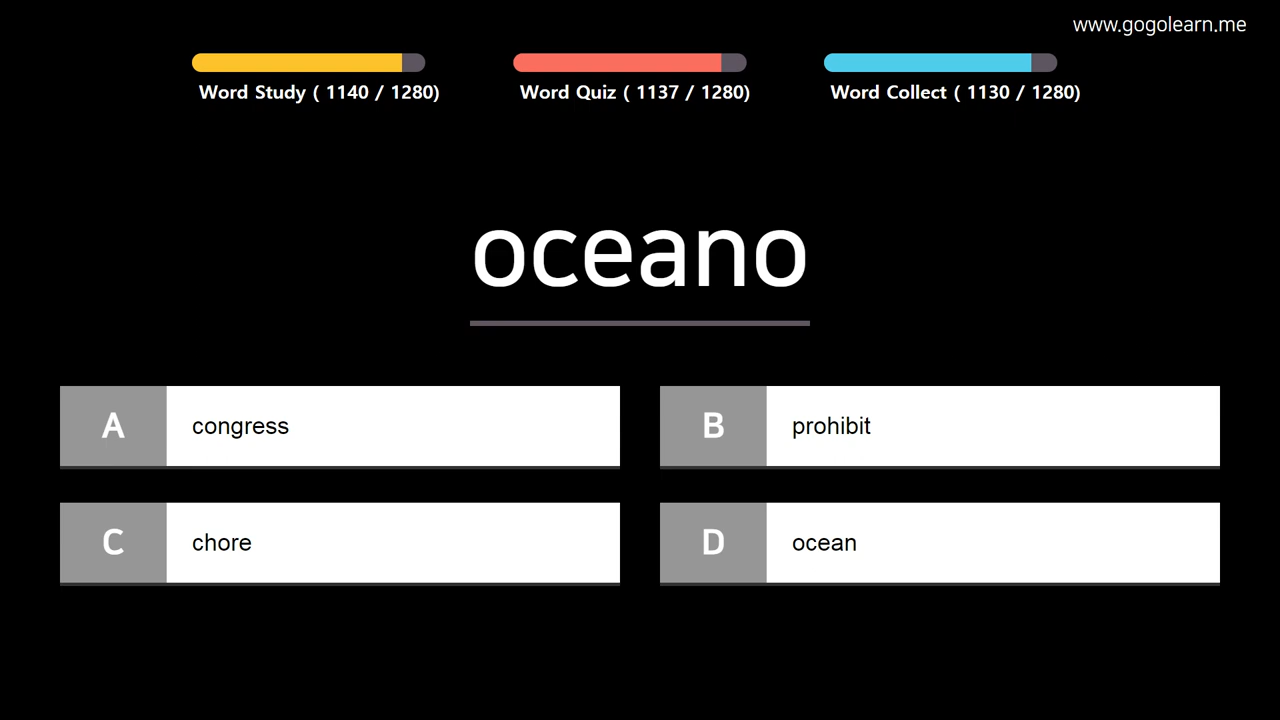 www.gogolearn.me
Word Study ( 1140 / 1280)
Word Quiz ( 1137 / 1280)
Word Collect ( 1130 / 1280)
oceano
A congress
B prohibit
C chore
D ocean